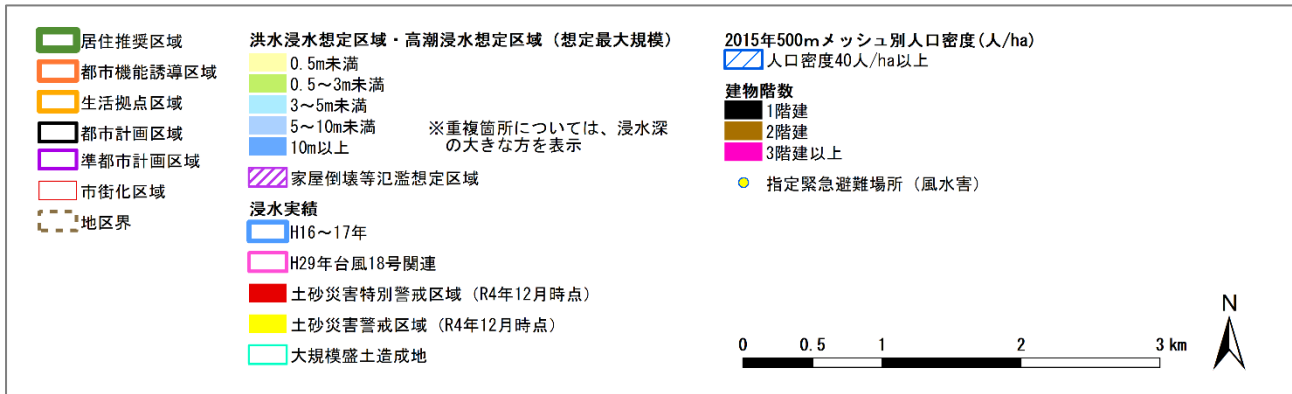 居住推奨区域
都市機能誘導区域
生活拠点区域
都市計画区域
準都市計画区域
市街化区域
地区界
洪水浸水想定区域・高潮浸水想定区域（想定最大規模）
0.5m未満
0.5～3m未満
3～5m未満
5～10m未満
10m以上
※重複箇所については、浸水深
の大きな方を表示
家屋倒壊等氾濫想定区域
浸水実績
H16～17年
H29年台風18号関連
土砂災害特別警戒区域（R4年12月時点）
土砂災害警戒区域（R4年12月時点）
大規模盛土造成地
2015年500mメッシュ別人口密度(人/ha)
人口密度40人/ha以上
建物階数
1階建
2階建
3階建以上
指定緊急避難場所（風水害）
0 0.5 1 2 3 km
N